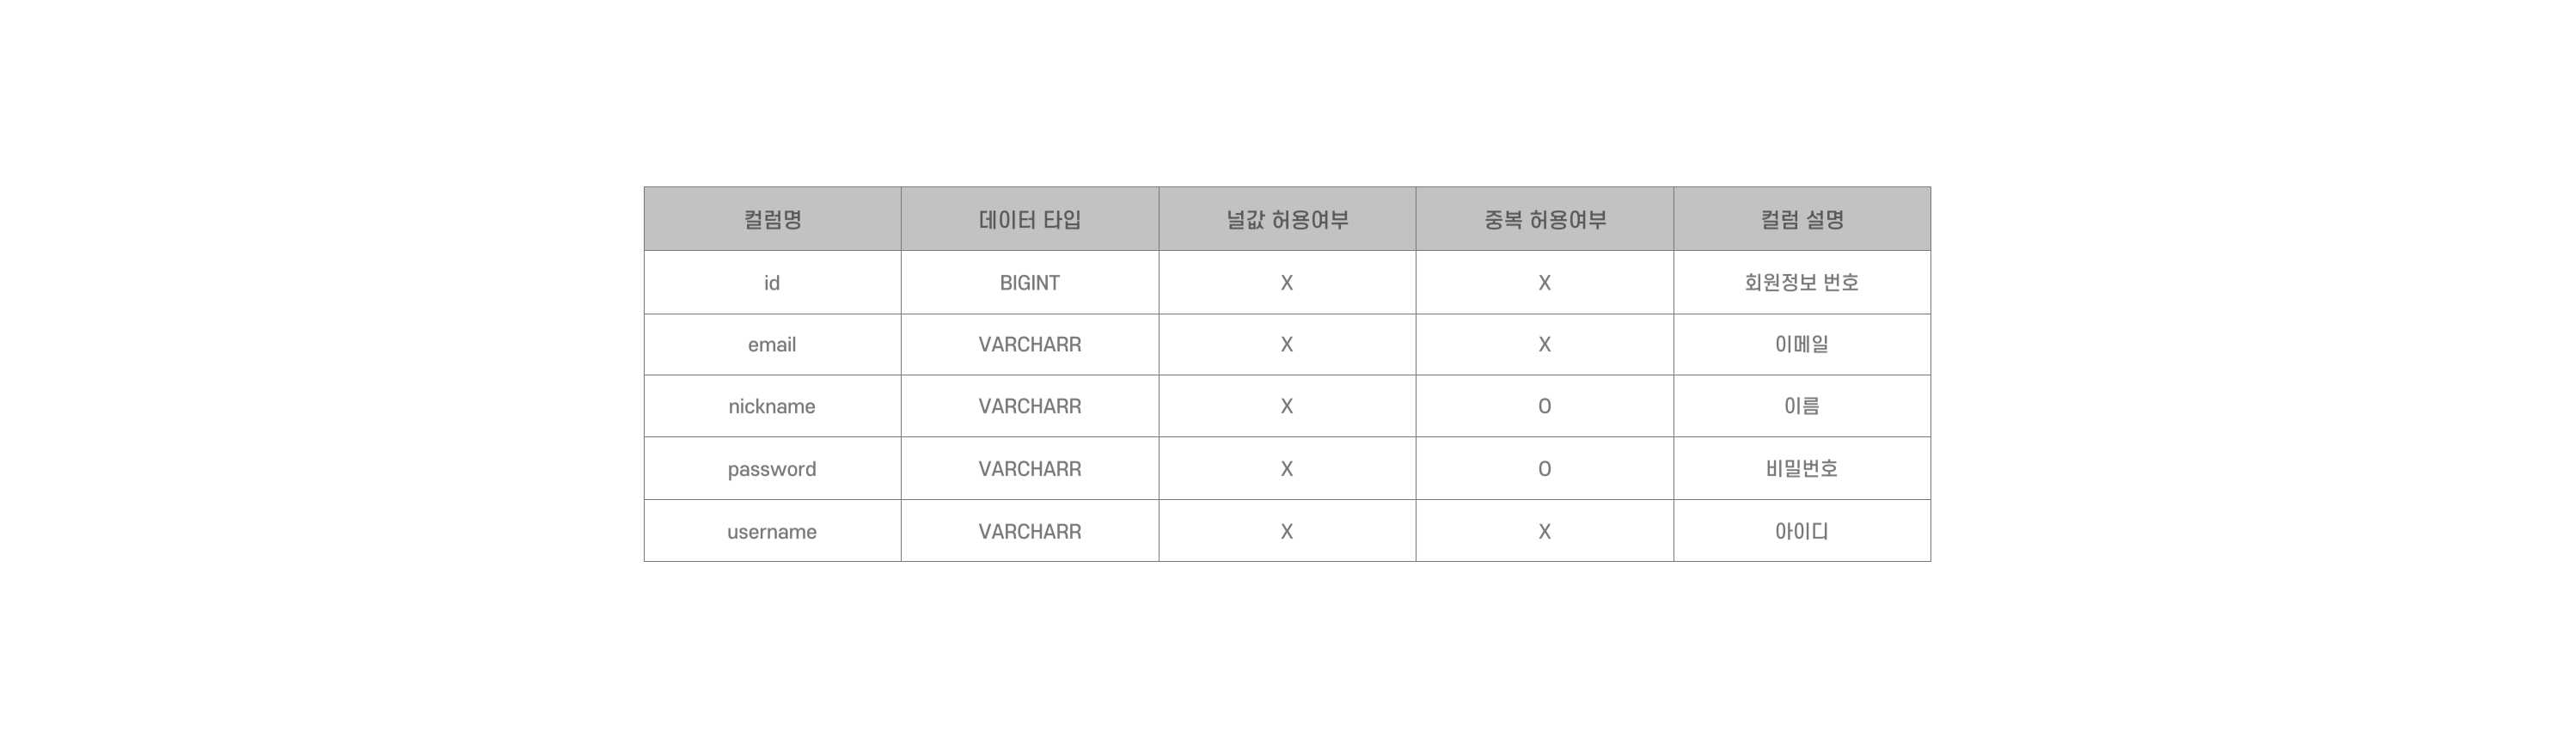 컬럼명 데이터 타입 널값 허용여부 중복 허용여부 컬럼 설명
id BIGINT X X 회원정보 번호
email VARCHARR X X 이메일
nickname VARCHARR X O 이름
password VARCHARR X O 비밀번호
username VARCHARR X X 아이디